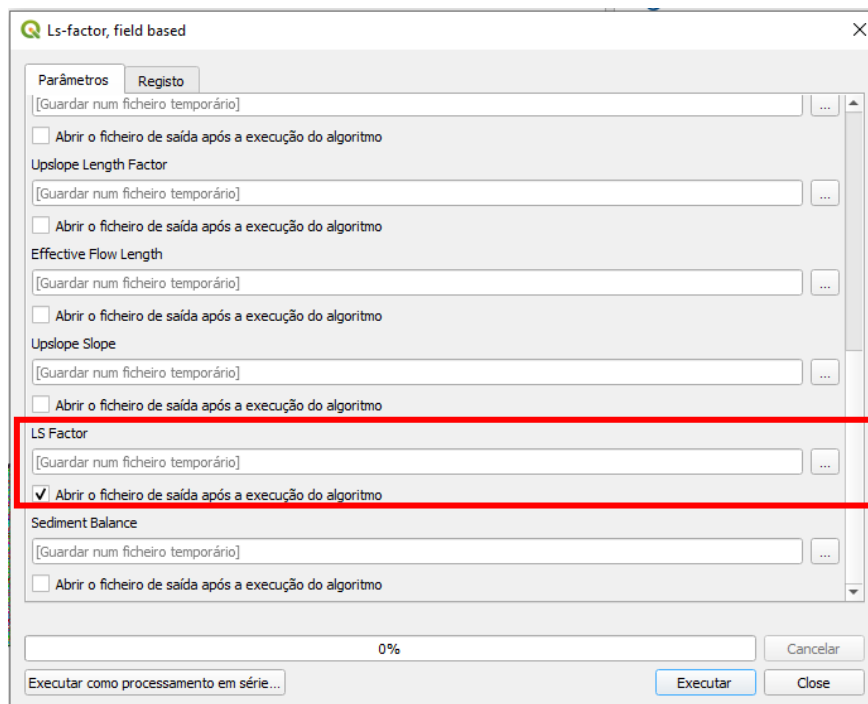 Ls-factor, field based
Parâmetros
Registo
[Guardar num ficheiro temporário]
...
Abrir o ficheiro de saída após a execução do algoritmo
Upslope Length Factor
[Guardar num ficheiro temporário]
...
Abrir o ficheiro de saída após a execução do algoritmo
Effective Flow Length
[Guardar num ficheiro temporário]
...
Abrir o ficheiro de saída após a execução do algoritmo
Upslope Slope
[Guardar num ficheiro temporário]
...
Abrir o ficheiro de saída após a execução do algoritmo
LS Factor
[Guardar num ficheiro temporário]
...
Abrir o ficheiro de saída após a execução do algoritmo
Sediment Balance
[Guardar num ficheiro temporário]
...
Abrir o ficheiro de saída após a execução do algoritmo
0%
Cancelar
Executar como processamento em série...
Executar
Close